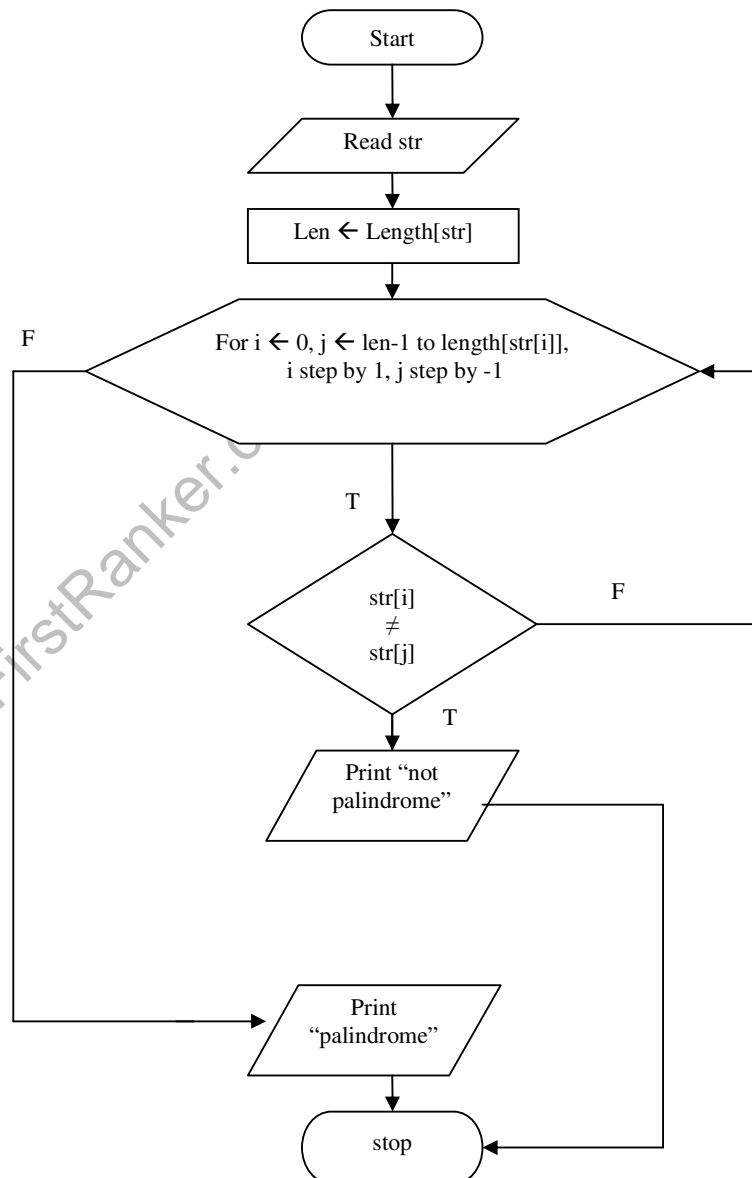 Start
Read str
Len ← Length[str]
F
For i ← 0, j ← len-1 to length[str[i]],
i step by 1, j step by -1
T
str[i]
≠
str[j]
F
T
Print “not
palindrome”
Print
“palindrome”
stop
FirstRanker.c